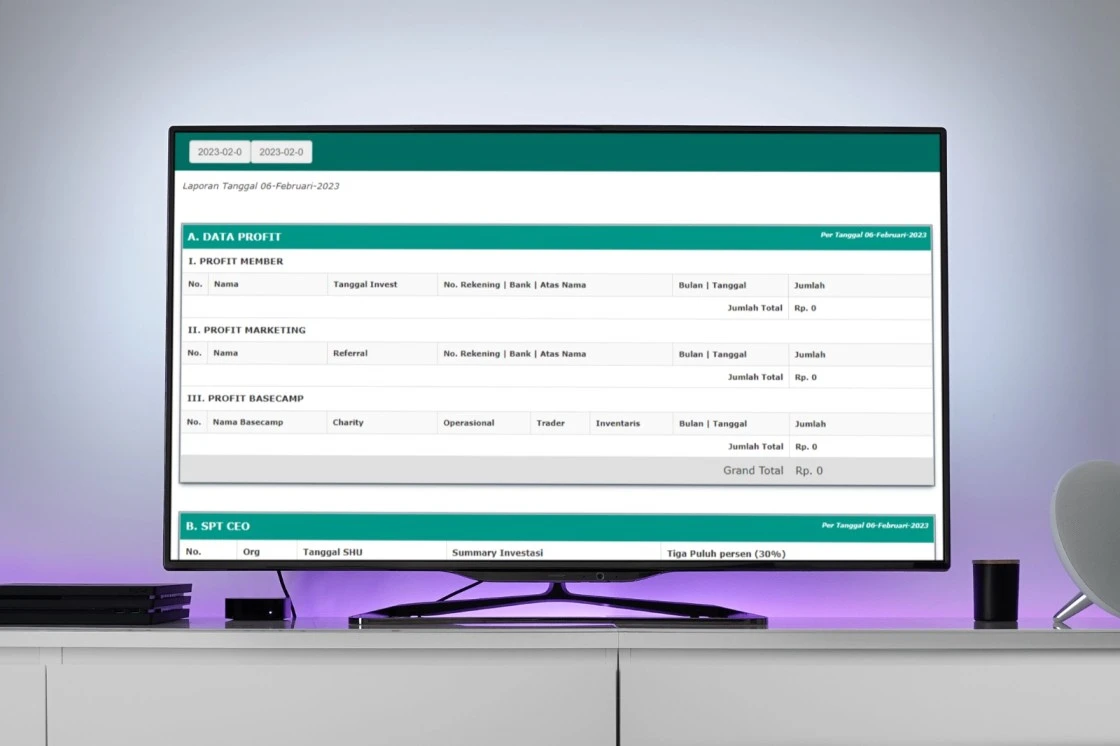 2023-02-0 2023-02-0
Laporan Tanggal 06-Februari-2023
A. DATA PROFIT Per Tanggal 06-Februari-2023
I. PROFIT MEMBER
No. Nama Tanggal Invest No. Rekening | Bank | Atas Nama Bulan | Tanggal Jumlah
Jumlah Total Rp. 0
II. PROFIT MARKETING
No. Nama Referral No. Rekening | Bank | Atas Nama Bulan | Tanggal Jumlah
Jumlah Total Rp. 0
III. PROFIT BASECAMP
No. Nama Basecamp Charity Operasional Trader Inventaris Bulan | Tanggal Jumlah
Jumlah Total Rp. 0
Grand Total Rp. 0
B. SPT CEO Per Tanggal 06-Februari-2023
No. Org Tanggal SHU Summary Investasi Tiga Puluh persen (30%)